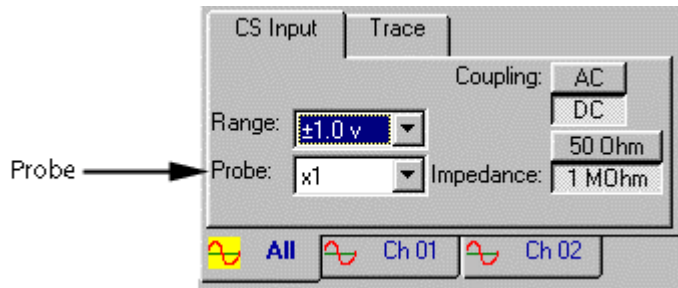 CS Input Trace
Coupling: AC
DC
Range: ±1.0 v
50 Ohm
Probe Probe: x1 Impedance: 1 MOhm
All Ch 01 Ch 02